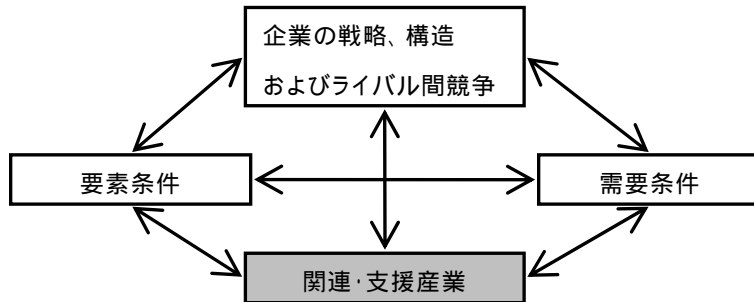 企業の戦略、構造
およびライバル間競争
要素条件
需要条件
関連・支援産業